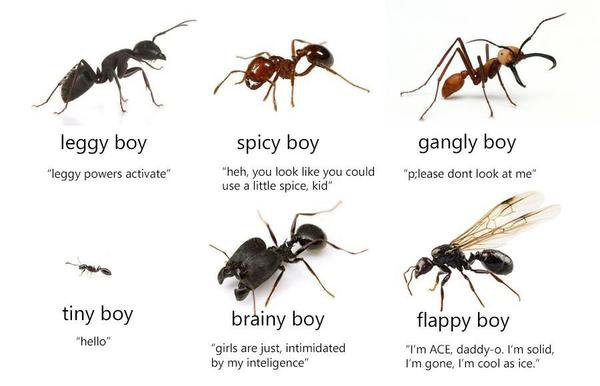 leggy boy
spicy boy
gangly boy
"leggy powers activate"
"heh, you look like you could
use a little spice, kid"
"p;lease dont look at me"
tiny boy
brainy boy
flappy boy
"hello"
"girls are just, intimidated
by my inteligence"
"I'm ACE, daddy-o. I'm solid,
I'm gone, I'm cool as ice."